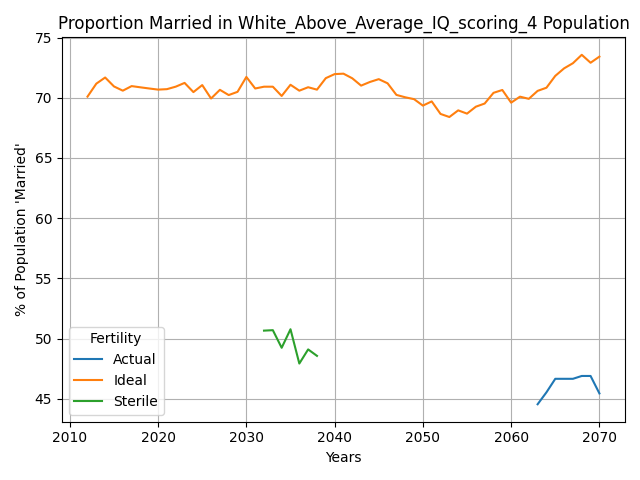 Proportion Married in White_Above_Average_IQ_scoring_4 Population
% of Population 'Married'
75
70
65
60
55
50
45
Fertility
Actual
Ideal
Sterile
2010 2020 2030 2040 2050 2060 2070
Years